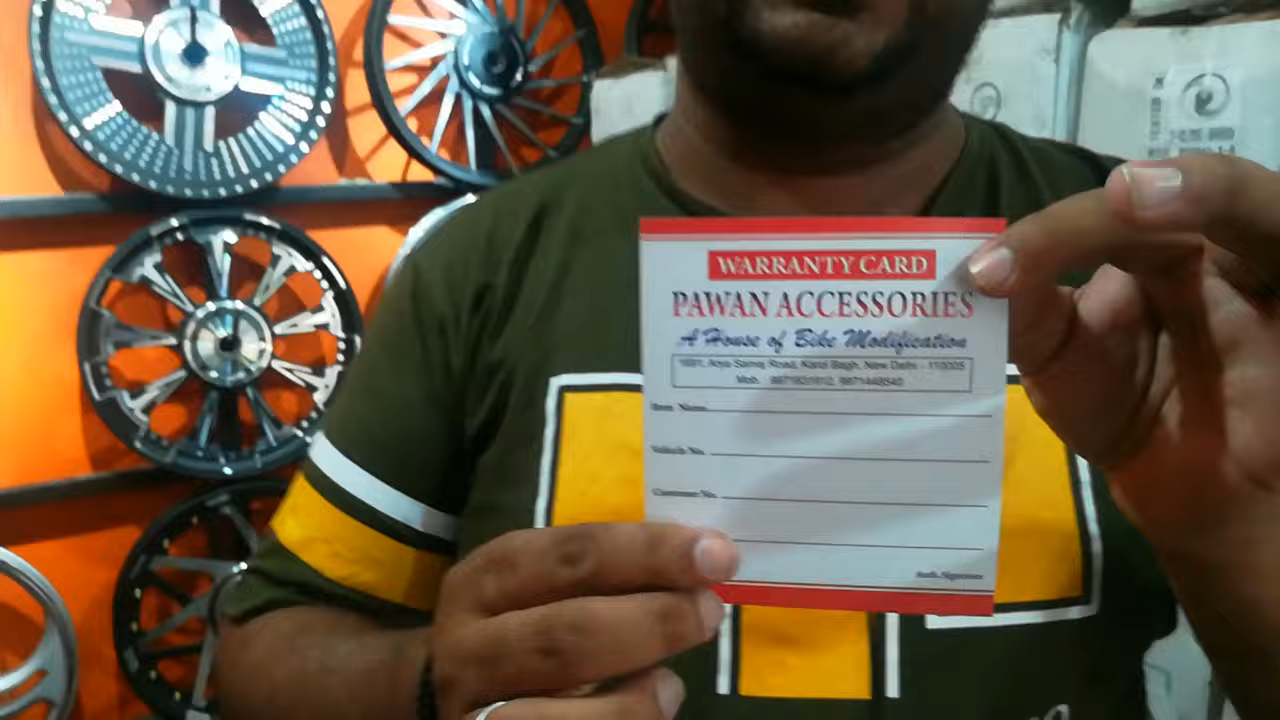 WARRANTY CARD
PAWAN ACCESSORIES
A House of Bike Modification
Arya Samaj Road, Karol Bagh, New Delhi - 110005
Mob.
Item Name
Vehicle No.
Customer No.
Auth. Signature